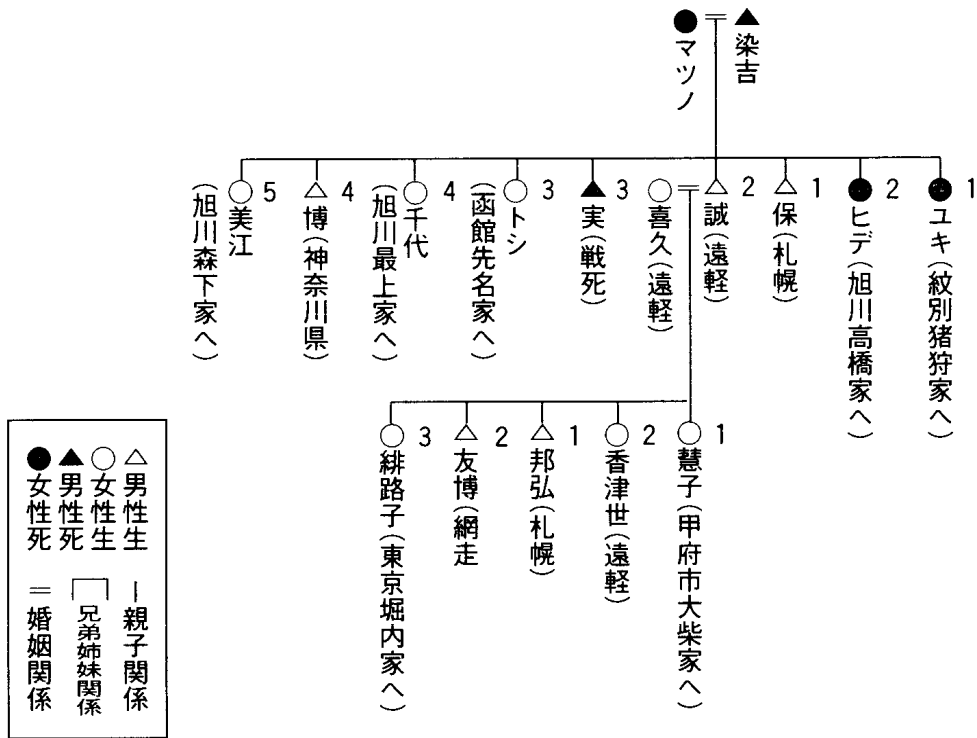 染吉
マツノ
1 ユキ(紋別猪狩家へ)
2 ヒデ(旭川高橋家へ)
1 保(札幌)
2 誠(遠軽)
喜久(遠軽)
3 実(戦死)
3 トシ
(函館先名家へ)
4 千代
(旭川最上家へ)
4 博(神奈川県)
5 美江
(旭川森下家へ)
1 慧子(甲府市大柴家へ)
2 香津世(遠軽)
1 邦弘(札幌)
2 友博(網走
3 緋路子(東京堀内家へ)
男性生
女性生
男性死
女性死
親子関係
兄弟姉妹関係
婚姻関係